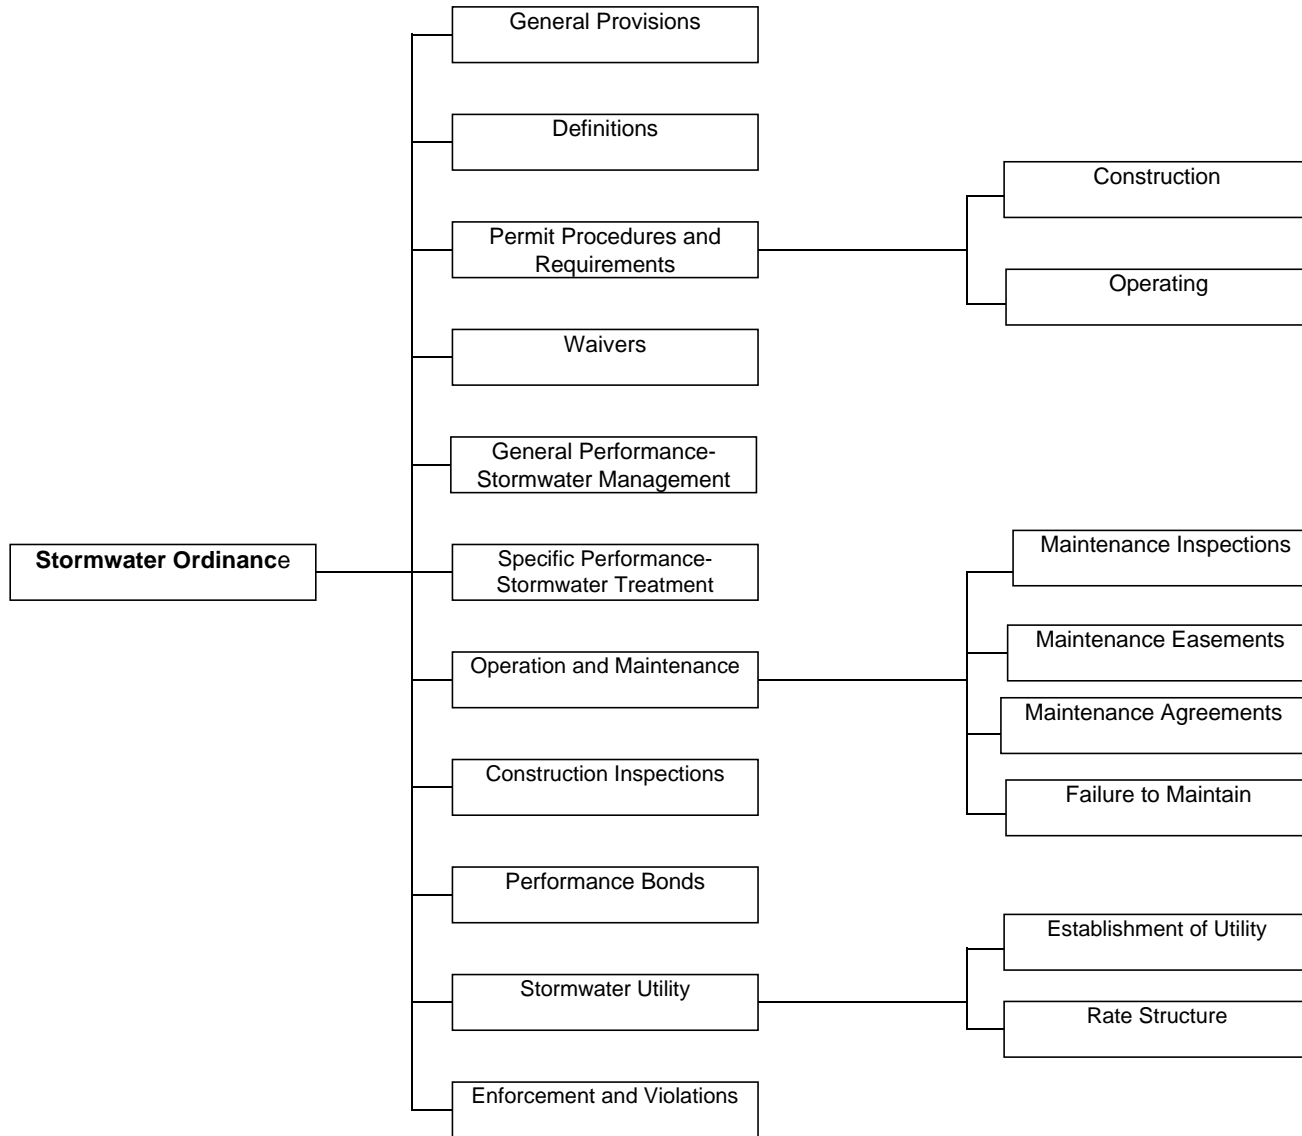 General Provisions
Definitions
Construction
Permit Procedures and
Requirements
Operating
Waivers
General Performance-
Stormwater Management
Stormwater Ordinance
Specific Performance-
Stormwater Treatment
Maintenance Inspections
Maintenance Easements
Operation and Maintenance
Maintenance Agreements
Construction Inspections
Failure to Maintain
Performance Bonds
Establishment of Utility
Stormwater Utility
Rate Structure
Enforcement and Violations